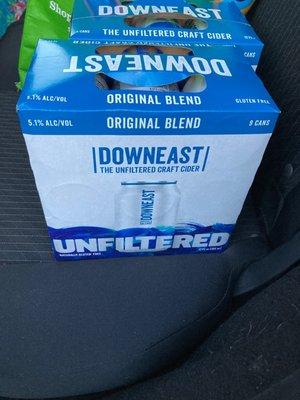 Shop
DOWNEAST
THE UNFILTERED CRAFT CIDER
DOWNEAST
5.1% ALC/VOL ORIGINAL BLEND GLUTEN FREE
5.1% ALC/VOL ORIGINAL BLEND 9 CANS
DOWNEAST
THE UNFILTERED CRAFT CIDER
DOWNEAST
UNFILTERED
NATURALLY GLUTEN FREE